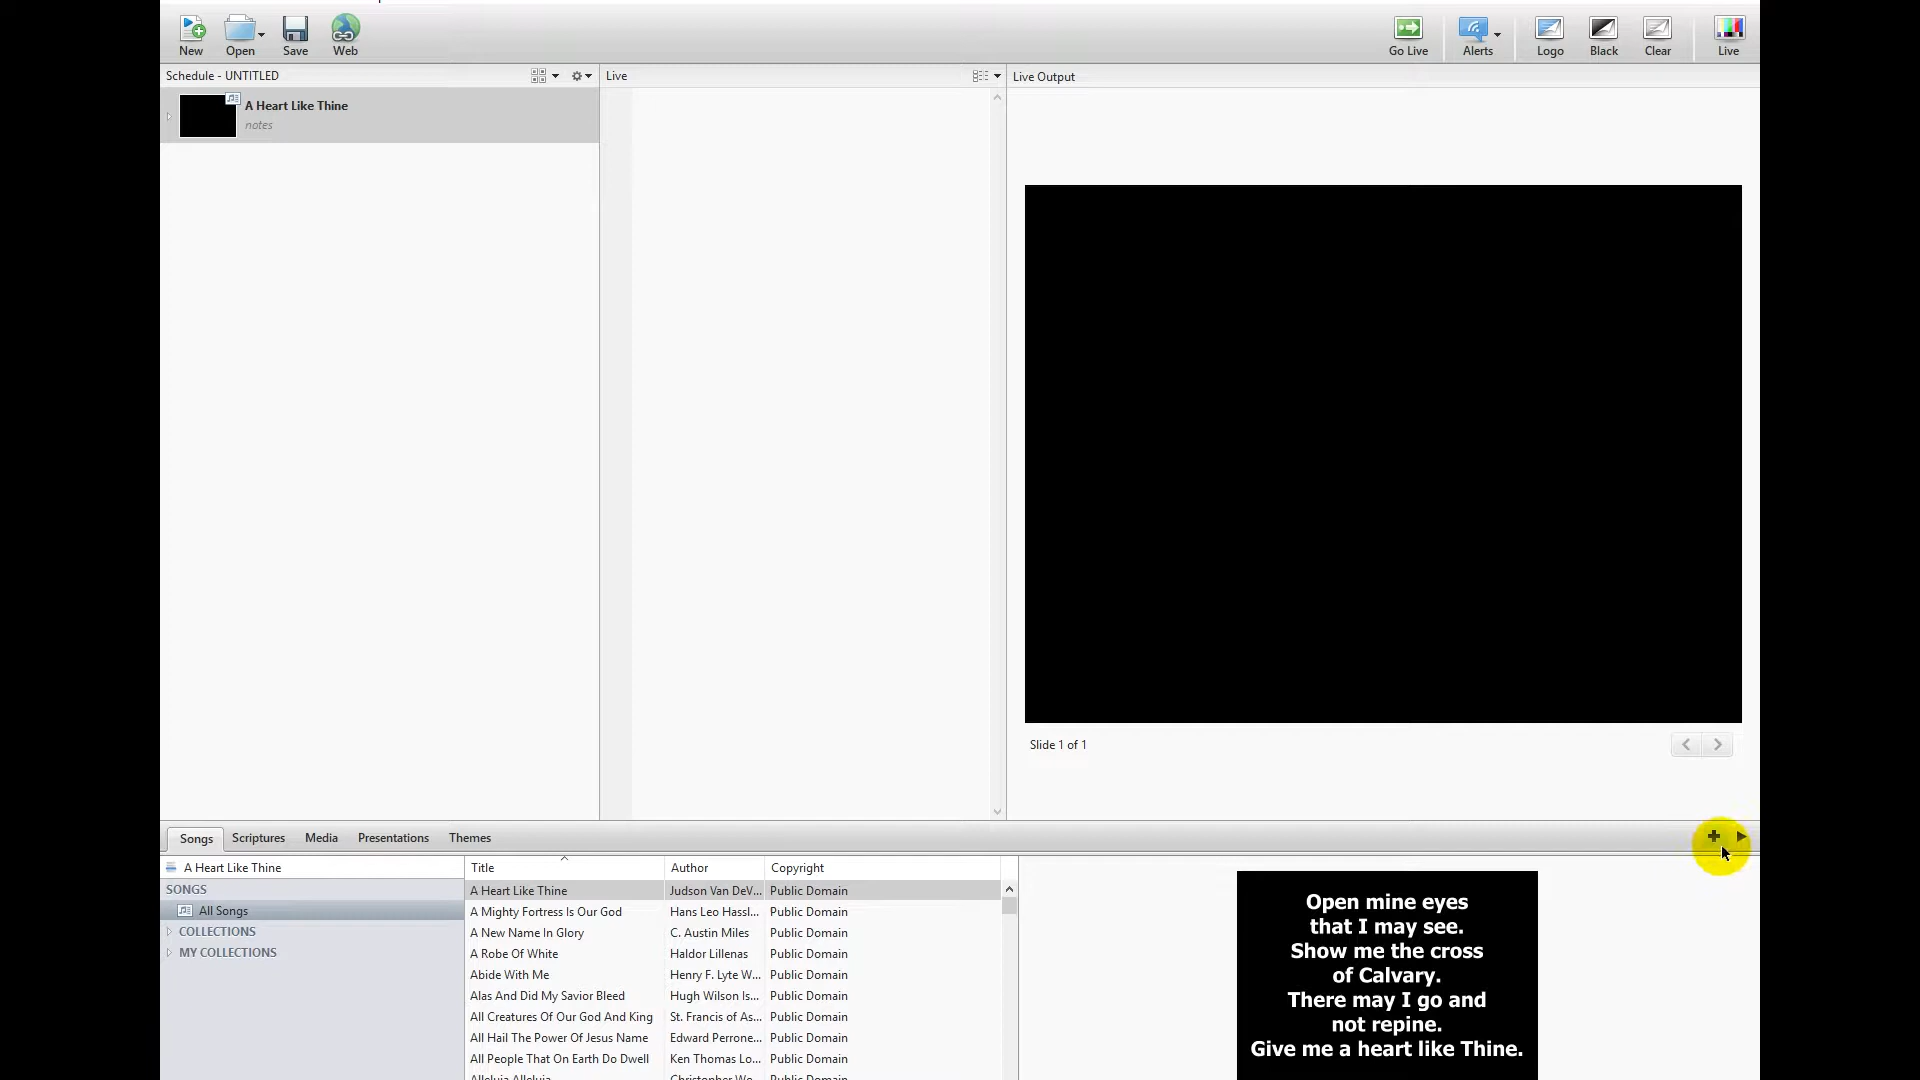 New
Open
Save
Web
Go Live
Alerts
Logo
Black
Clear
Live
Schedule - UNTITLED
Live
Live Output
A Heart Like Thine
notes
Slide 1 of 1
Songs
Scriptures
Media
Presentations
Themes
A Heart Like Thine
SONGS
All Songs
COLLECTIONS
MY COLLECTIONS
Title Author Copyright
A Heart Like Thine Judson Van DeV... Public Domain
A Mighty Fortress Is Our God Hans Leo Hassl... Public Domain
A New Name In Glory C. Austin Miles Public Domain
A Robe Of White Haldor Lillenas Public Domain
Abide With Me Henry F. Lyte W... Public Domain
Alas And Did My Savior Bleed Hugh Wilson Is... Public Domain
All Creatures Of Our God And King St. Francis of As... Public Domain
All Hail The Power Of Jesus Name Edward Perrone... Public Domain
All People That On Earth Do Dwell Ken Thomas Lo... Public Domain
Alleluia Alleluia Christopher Wo... Public Domain
Open mine eyes
that I may see.
Show me the cross
of Calvary.
There may I go and
not repine.
Give me a heart like Thine.